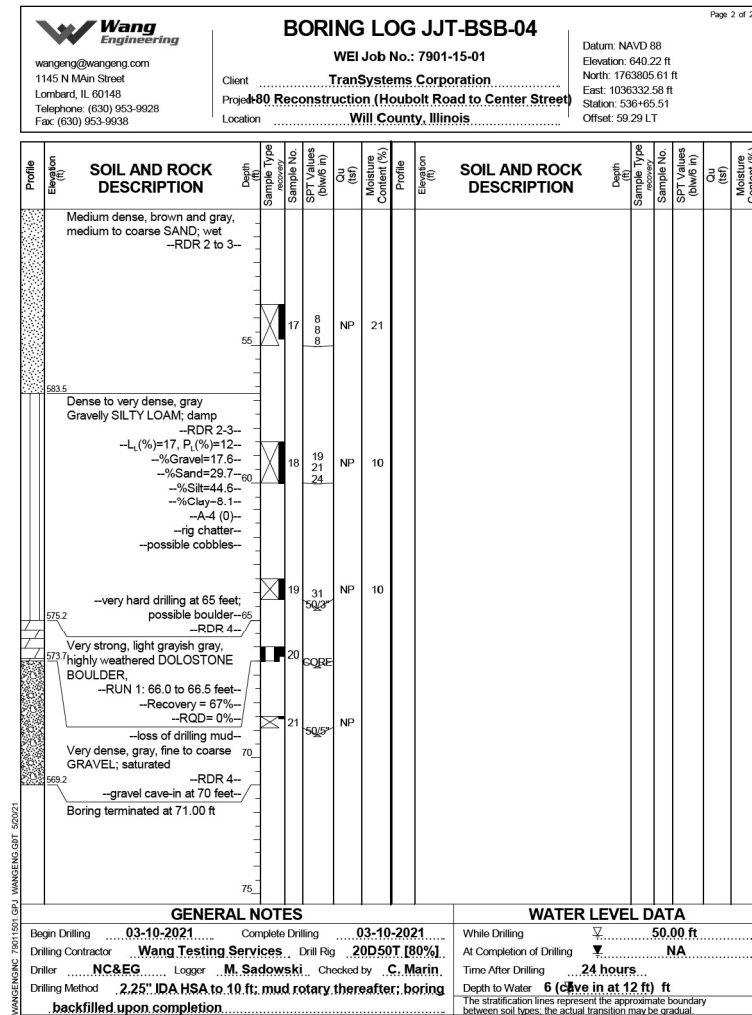 Page 2 of 2
Wang
Engineering
wangeng@wangeng.com
1145 N MAin Street
Lombard, IL 60148
Telephone: (630) 953-9928
Fax: (630) 953-9938
BORING LOG JJT-BSB-04
WEI Job No.: 7901-15-01
Client TranSystems Corporation
Project I-80 Reconstruction (Houbolt Road to Center Street)
Location Will County, Illinois
Datum: NAVD 88
Elevation: 640.22 ft
North: 1763805.61 ft
East: 1036332.58 ft
Station: 536+65.51
Offset: 59.29 LT
Profile Elevation (ft) SOIL AND ROCK DESCRIPTION Depth (ft) Sample Type recovery Sample No. SPT Values (blw/6 in) Qu (tsf) Moisture Content (%)
Profile Elevation (ft) SOIL AND ROCK DESCRIPTION Depth (ft) Sample Type recovery Sample No. SPT Values (blw/6 in) Qu (tsf) Moisture Content (%)
Medium dense, brown and gray,
medium to coarse SAND; wet
--RDR 2 to 3--
17 8 8 8 NP 21
55
583.5
Dense to very dense, gray
Gravelly SILTY LOAM; damp
--RDR 2-3--
--LL(%)=17, PL(%)=12--
--%Gravel=17.6--
18 19 21 24 NP 10
--%Sand=29.7--
60
--%Silt=44.6--
--%Clay=8.1--
--A-4 (0)--
--rig chatter--
--possible cobbles--
19 31 50/3" NP 10
--very hard drilling at 65 feet;
possible boulder--
65
575.2
--RDR 4--
Very strong, light grayish gray,
573.7
highly weathered DOLOSTONE
20 CORE
BOULDER,
--RUN 1: 66.0 to 66.5 feet--
--Recovery = 67%--
--RQD= 0%--
21 50/5" NP
--loss of drilling mud--
Very dense, gray, fine to coarse
70
GRAVEL; saturated
569.2
--RDR 4--
--gravel cave-in at 70 feet--
Boring terminated at 71.00 ft
75
WANGENGINC 79011501.GPJ WANGENG.GDT 5/20/21
GENERAL NOTES
Begin Drilling 03-10-2021 Complete Drilling 03-10-2021
Drilling Contractor Wang Testing Services Drill Rig 20D50T [80%]
Driller NC&EG Logger M. Sadowski Checked by C. Marin
Drilling Method 2.25" IDA HSA to 10 ft; mud rotary thereafter; boring
backfilled upon completion
WATER LEVEL DATA
While Drilling 50.00 ft
At Completion of Drilling NA
Time After Drilling 24 hours
Depth to Water 6 (cave in at 12 ft) ft
The stratification lines represent the approximate boundary
between soil types; the actual transition may be gradual.